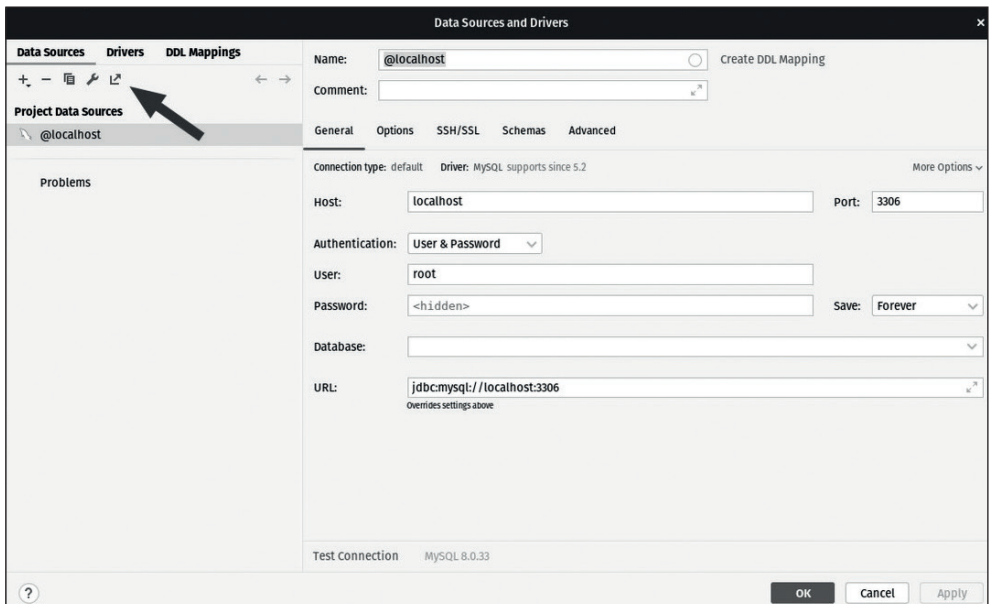 Data Sources and Drivers
Data Sources Drivers DDL Mappings
Project Data Sources
@localhost
Problems
Name: @localhost Create DDL Mapping
Comment:
General Options SSH/SSL Schemas Advanced
Connection type: default Driver: MySQL supports since 5.2 More Options
Host: localhost Port: 3306
Authentication: User & Password
User: root
Password: <hidden> Save: Forever
Database:
URL: jdbc:mysql://localhost:3306
Overrides settings above
Test Connection MySQL 8.0.33
? OK Cancel Apply